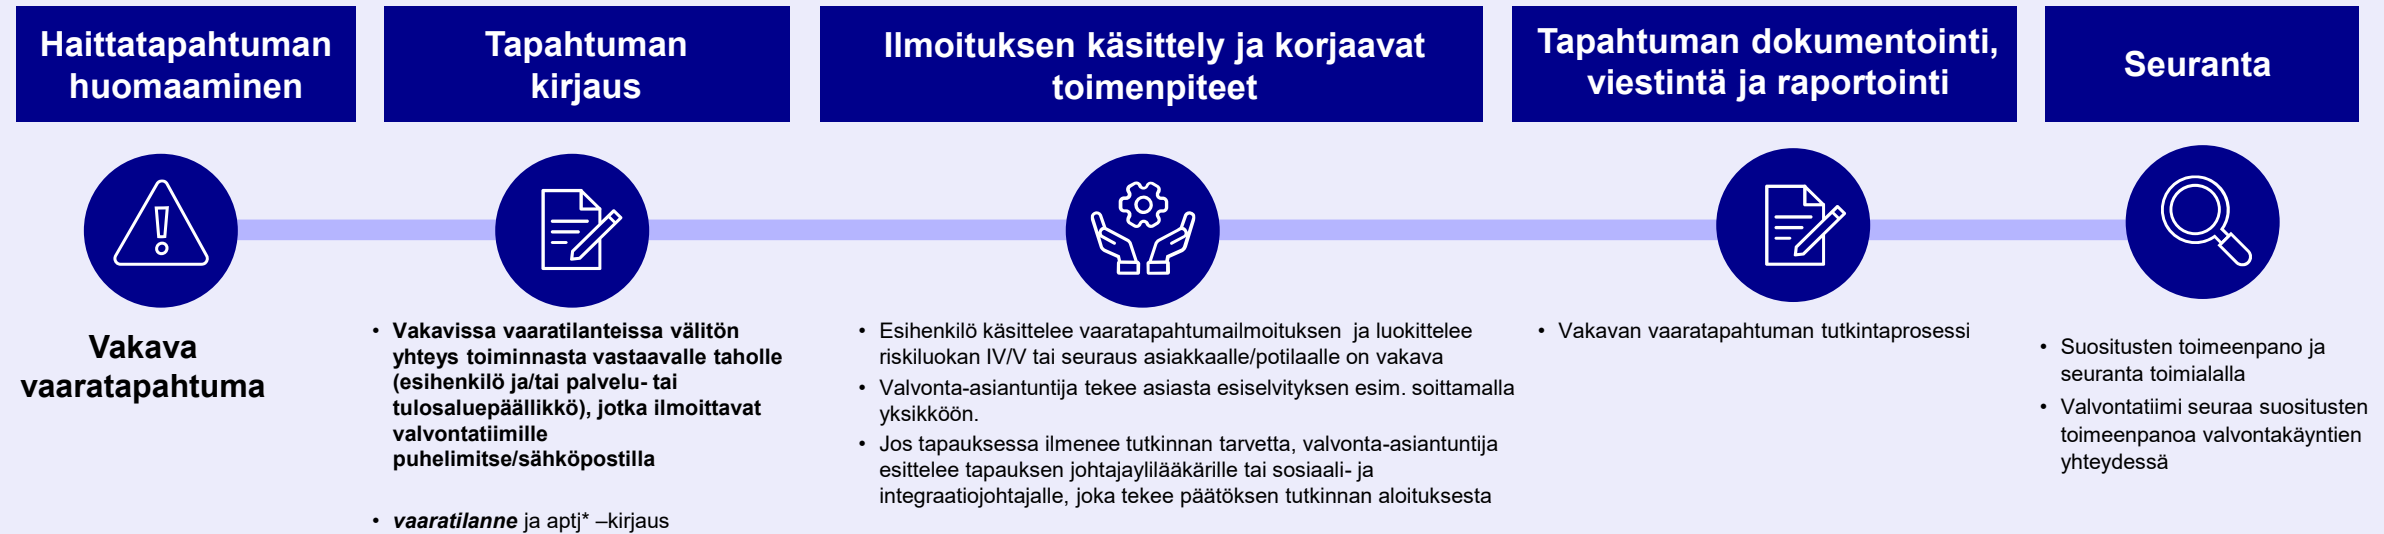 Haittatapahtuman
huomaaminen
Tapahtuman
kirjaus
Ilmoituksen käsittely ja korjaavat
toimenpiteet
Tapahtuman dokumentointi,
viestintä ja raportointi
Seuranta
Vakava
vaaratapahtuma
• Vakavissa vaaratilanteissa välitön
yhteys toiminnasta vastaavalle taholle
(esihenkilö ja/tai palvelu- tai
tulosaluepäällikkö), jotka ilmoittavat
valvontatiimille
puhelimitse/sähköpostilla
• vaaratilanne ja aptj* –kirjaus
• Esihenkilö käsittelee vaaratapahtumailmoituksen ja luokittelee
riskiluokan IV/V tai seuraus asiakkaalle/potilaalle on vakava
• Valvonta-asiantuntija tekee asiasta esiselvityksen esim. soittamalla
yksikköön.
• Jos tapauksessa ilmenee tutkinnan tarvetta, valvonta-asiantuntija
esittelee tapauksen johtajaylilääkärille tai sosiaali- ja
integraatiojohtajalle, joka tekee päätöksen tutkinnan aloituksesta
• Vakavan vaaratapahtuman tutkintaprosessi
• Suositusten toimeenpano ja
seuranta toimialalla
• Valvontatiimi seuraa suositusten
toimeenpanoa valvontakäyntien
yhteydessä